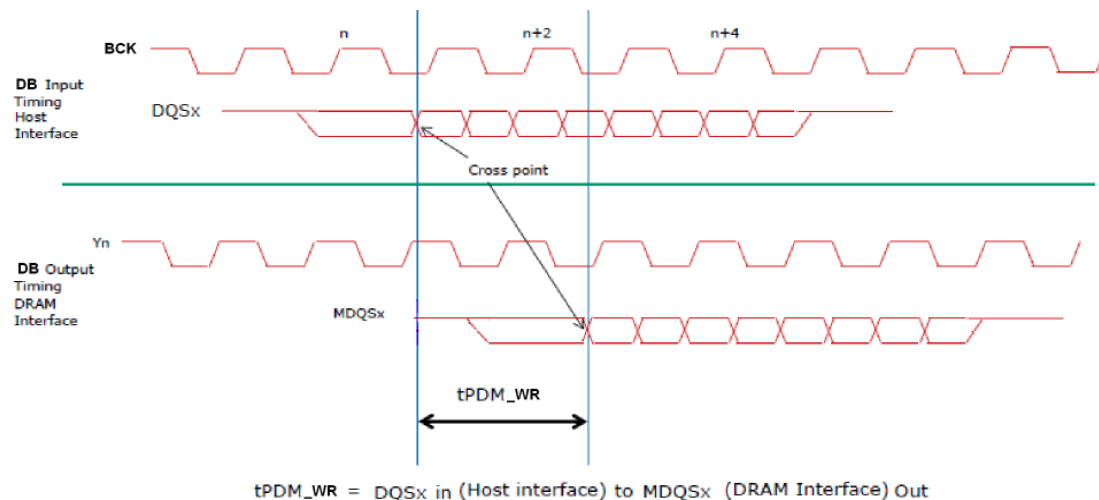 n
n+2
n+4
BCK
DB Input
Timing
Host
Interface
DQSx
Cross point
Yn
DB Output
Timing
DRAM
Interface
MDQSx
tPDM_WR
tPDM_WR = DQSx in (Host interface) to MDQSx (DRAM Interface) Out